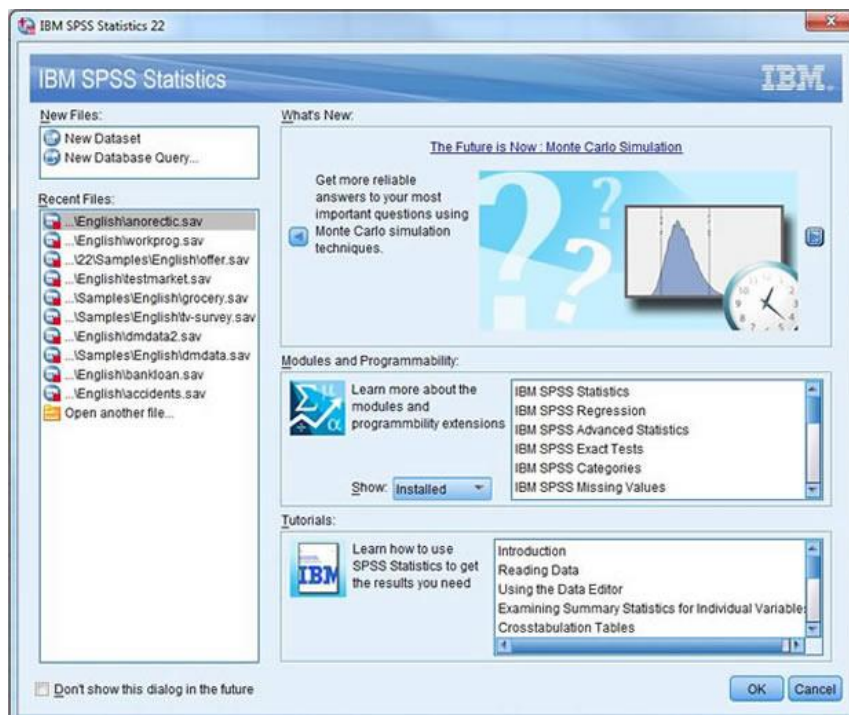 IBM SPSS Statistics 22
IBM SPSS Statistics
IBM.
New Files:
New Dataset
New Database Query...
Recent Files:
...\English\anorectic.sav
...\English\workprog.sav
...\22\Samples\English\offer.sav
...\English\testmarket.sav
...\Samples\English\grocery.sav
...\Samples\English\tv-survey.sav
...\English\dmdata2.sav
...\Samples\English\dmdata.sav
...\English\bankloan.sav
...\English\accidents.sav
Open another file...
What's New:
The Future is Now : Monte Carlo Simulation
Get more reliable
answers to your most
important questions using
Monte Carlo simulation
techniques.
Modules and Programmability:
Learn more about the
modules and
programmbility extensions
Show: Installed
IBM SPSS Statistics
IBM SPSS Regression
IBM SPSS Advanced Statistics
IBM SPSS Exact Tests
IBM SPSS Categories
IBM SPSS Missing Values
Tutorials:
IBM
Learn how to use
SPSS Statistics to get
the results you need
Introduction
Reading Data
Using the Data Editor
Examining Summary Statistics for Individual Variables
Crosstabulation Tables
Don't show this dialog in the future
OK
Cancel